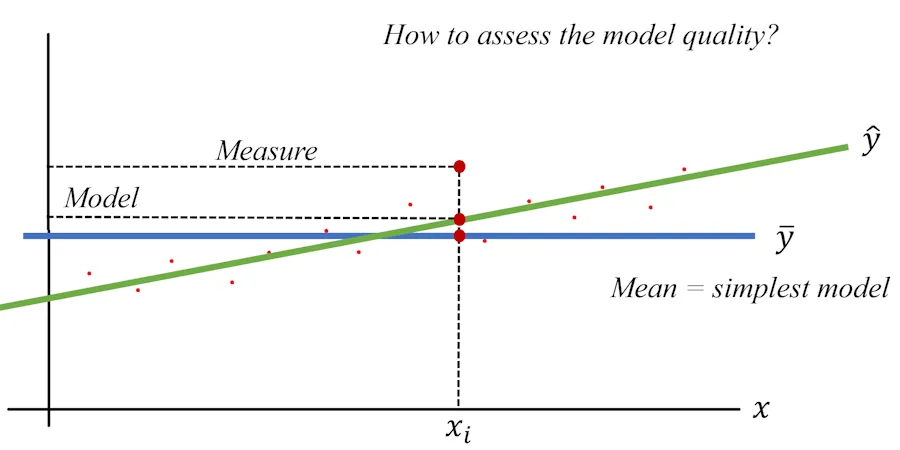 How to assess the model quality?
ŷ
Measure
Model
ȳ
Mean = simplest model
x
xᵢ